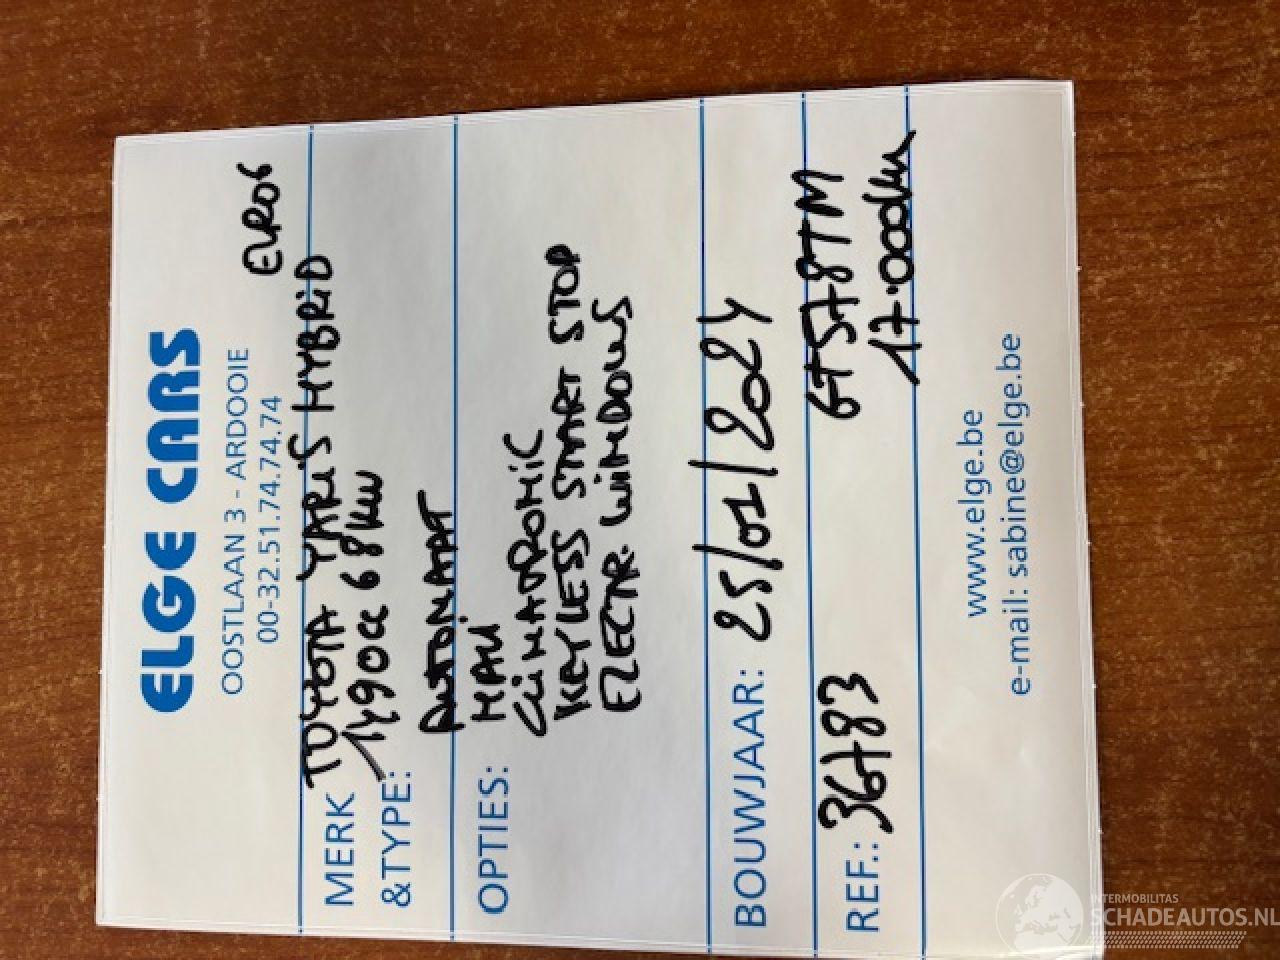 ELGE CARS
OOSTLAAN 3 - ARDOOIE
00-32.51.74.74.74
EURO6
MERK TOYOTA YARIS HYBRID
&TYPE: 1490cc 68kw
AUTOMAAT
OPTIES: NAVI
CLIMATRONIC
KEYLESS START STOP
ELECTR. WINDOWS
BOUWJAAR: 25/01/2024
REF.: 36783
17.000km
www.elge.be
e-mail: sabine@elge.be
INTERMOBILITAS
SCHADEAUTOS.NL